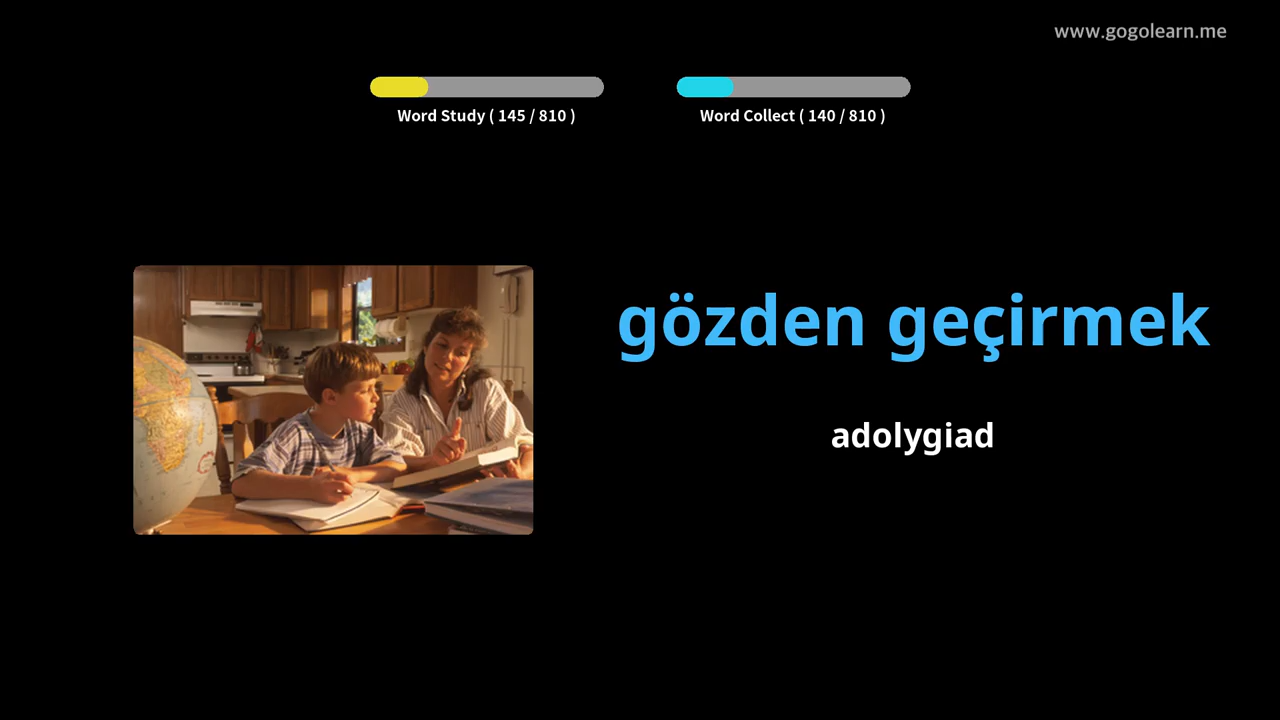 www.gogolearn.me
Word Study ( 145 / 810 )
Word Collect ( 140 / 810 )
gözden geçirmek
adolygiad